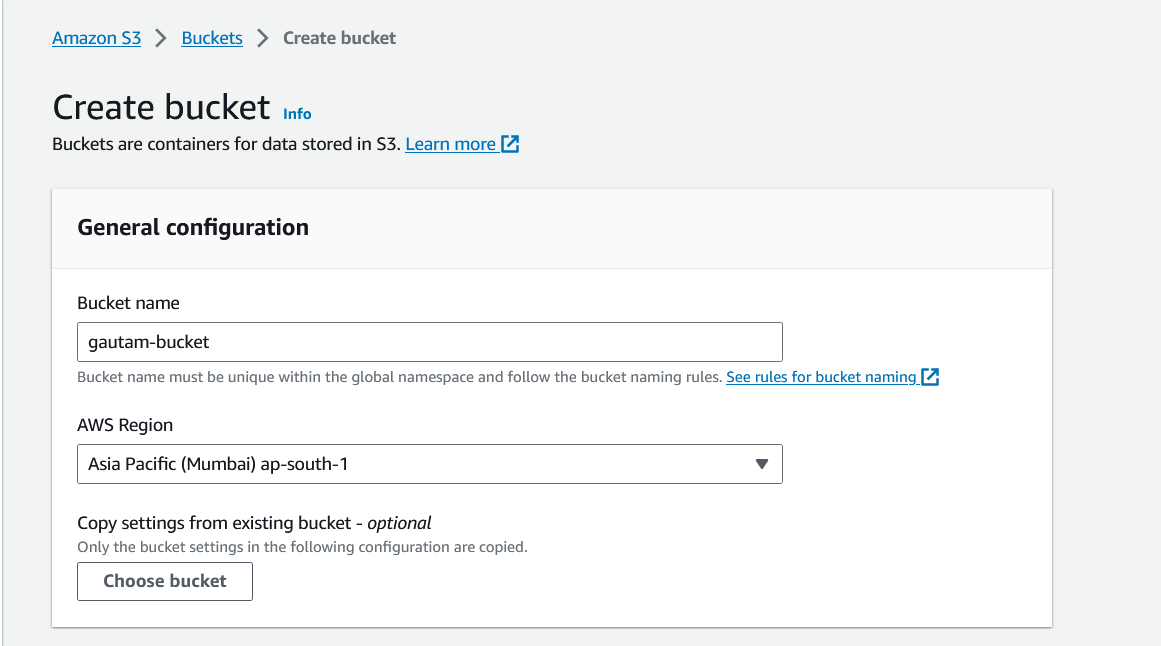 Amazon S3 > Buckets > Create bucket
Create bucket Info
Buckets are containers for data stored in S3. Learn more
General configuration
Bucket name
gautam-bucket
Bucket name must be unique within the global namespace and follow the bucket naming rules. See rules for bucket naming
AWS Region
Asia Pacific (Mumbai) ap-south-1
Copy settings from existing bucket - optional
Only the bucket settings in the following configuration are copied.
Choose bucket